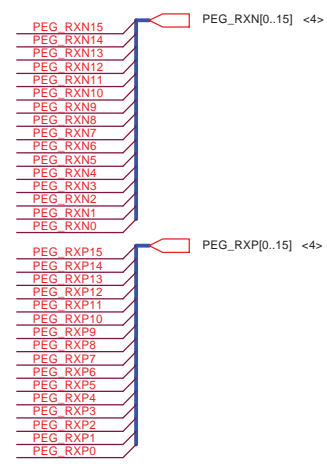 PEG_RXN[0..15] <4>
PEG_RXN15
PEG_RXN14
PEG_RXN13
PEG_RXN12
PEG_RXN11
PEG_RXN10
PEG_RXN9
PEG_RXN8
PEG_RXN7
PEG_RXN6
PEG_RXN5
PEG_RXN4
PEG_RXN3
PEG_RXN2
PEG_RXN1
PEG_RXN0
PEG_RXP[0..15] <4>
PEG_RXP15
PEG_RXP14
PEG_RXP13
PEG_RXP12
PEG_RXP11
PEG_RXP10
PEG_RXP9
PEG_RXP8
PEG_RXP7
PEG_RXP6
PEG_RXP5
PEG_RXP4
PEG_RXP3
PEG_RXP2
PEG_RXP1
PEG_RXP0